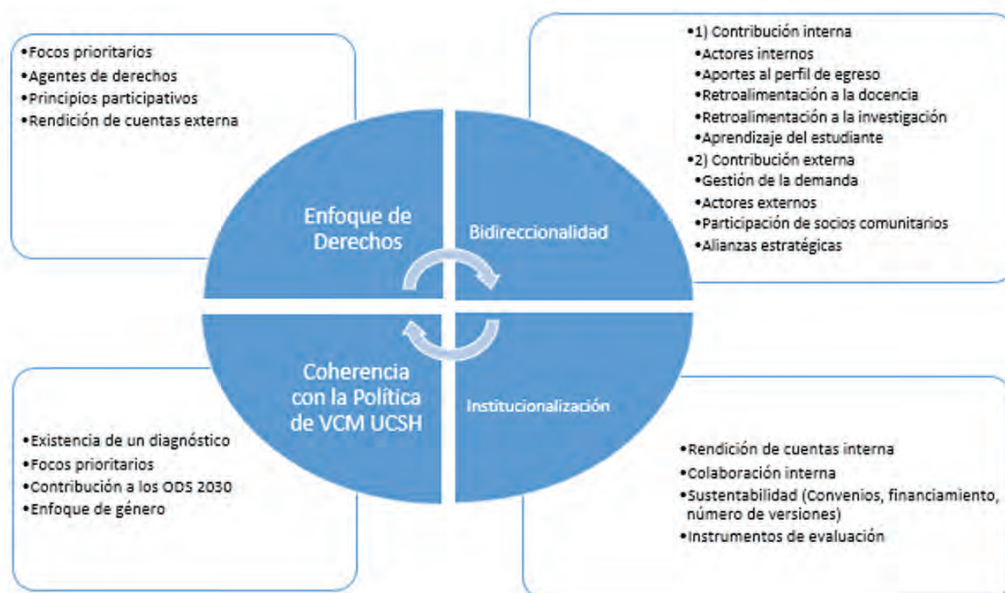 •Focos prioritarios
•Agentes de derechos
•Principios participativos
•Rendición de cuentas externa
•1) Contribución interna
•Actores internos
•Aportes al perfil de egreso
•Retroalimentación a la docencia
•Retroalimentación a la investigación
•Aprendizaje del estudiante
•2) Contribución externa
•Gestión de la demanda
•Actores externos
•Participación de socios comunitarios
•Alianzas estratégicas
Enfoque de
Derechos
Bidireccionalidad
Coherencia
con la Política
de VCM UCSH
Institucionalización
•Existencia de un diagnóstico
•Focos prioritarios
•Contribución a los ODS 2030
•Enfoque de género
•Rendición de cuentas interna
•Colaboración interna
•Sustentabilidad (Convenios, financiamiento,
número de versiones)
•Instrumentos de evaluación